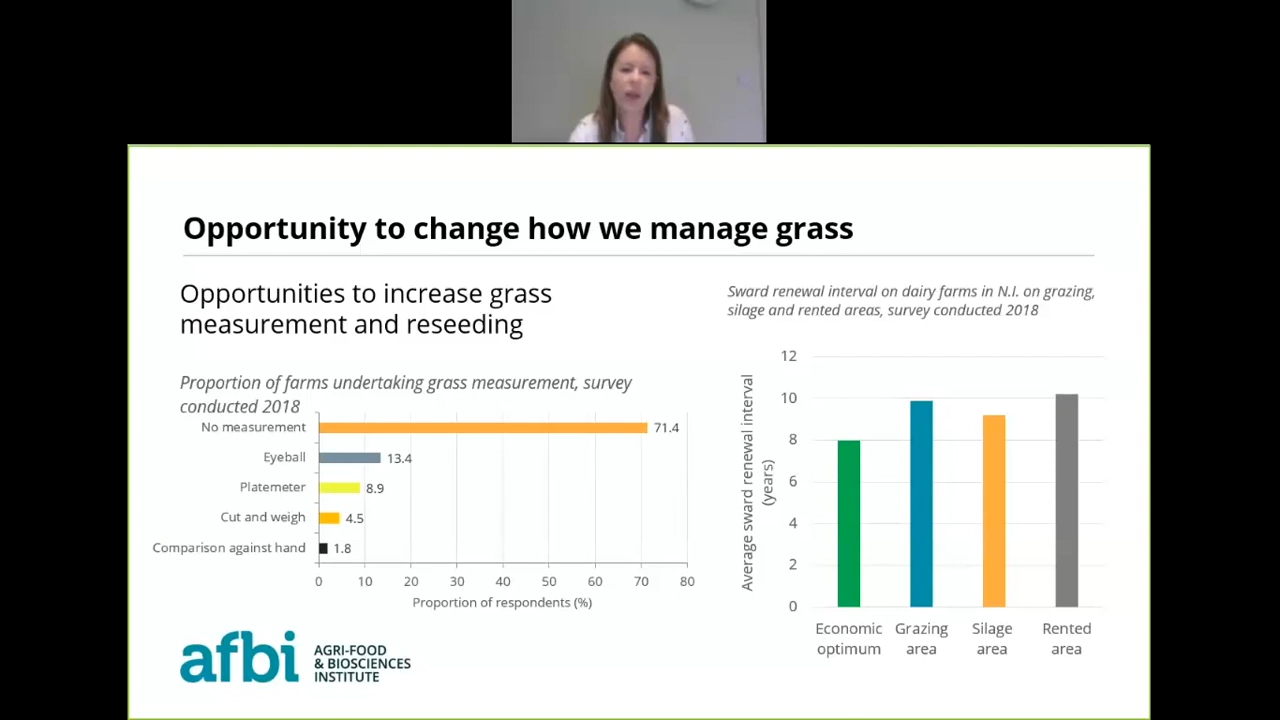 Opportunity to change how we manage grass
Opportunities to increase grass
measurement and reseeding
Proportion of farms undertaking grass measurement, survey
conducted 2018
No measurement
71.4
Eyeball
13.4
Platemeter
8.9
Cut and weigh
4.5
Comparison against hand
1.8
0 10 20 30 40 50 60 70 80
Proportion of respondents (%)
Sward renewal interval on dairy farms in N.I. on grazing,
silage and rented areas, survey conducted 2018
Average sward renewal interval
(years)
12
10
8
6
4
2
0
Economic
optimum
Grazing
area
Silage
area
Rented
area
afbi
AGRI-FOOD
& BIOSCIENCES
INSTITUTE